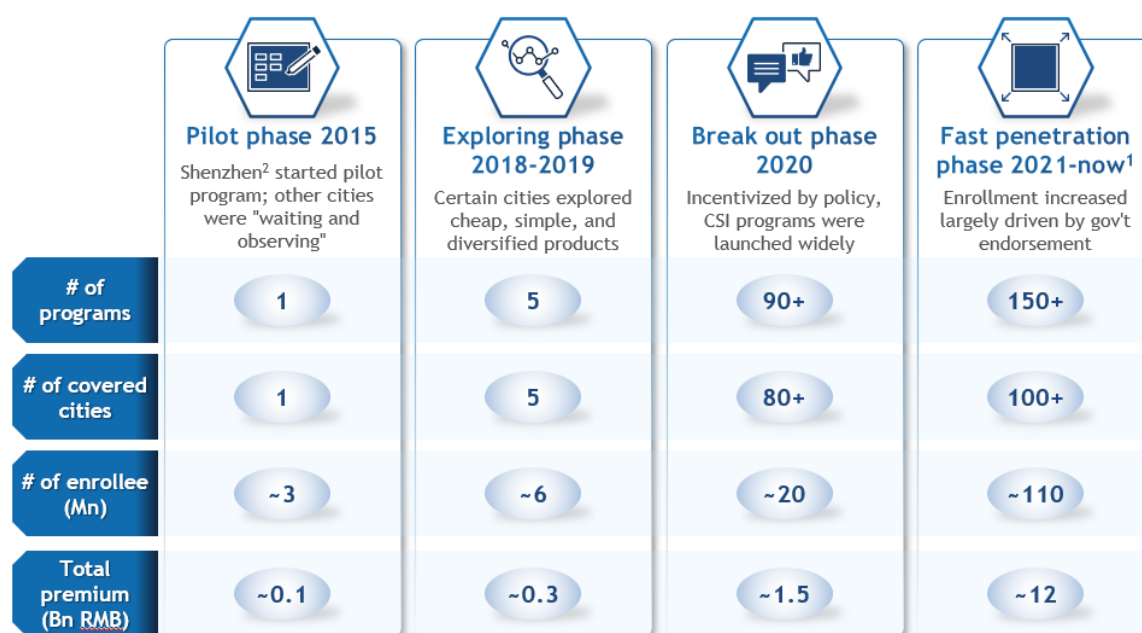 Pilot phase 2015
Shenzhen² started pilot
program; other cities
were "waiting and
observing"
Exploring phase
2018-2019
Certain cities explored
cheap, simple, and
diversified products
Break out phase
2020
Incentivized by policy,
CSI programs were
launched widely
Fast penetration
phase 2021-now¹
Enrollment increased
largely driven by gov't
endorsement
# of
programs
1
5
90+
150+
# of covered
cities
1
5
80+
100+
# of enrollee
(Mn)
~3
~6
~20
~110
Total
premium
(Bn RMB)
~0.1
~0.3
~1.5
~12